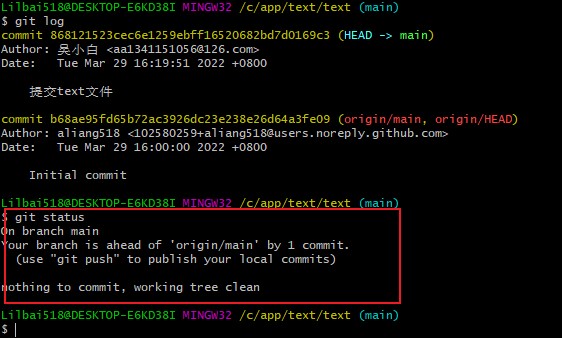 Lilbai518@DESKTOP-E6KD38I MINGW32 /c/app/text/text (main)
$ git log
commit 868121523cec6e1259ebff16520682bd7d0169c3 (HEAD -> main)
Author: 吴小白 <aa1341151056@126.com>
Date:   Tue Mar 29 16:19:51 2022 +0800

    提交text文件

commit b68ae95fd65b72ac3926dc23e238e26d64a3fe09 (origin/main, origin/HEAD)
Author: aliang518 <102580259+aliang518@users.noreply.github.com>
Date:   Tue Mar 29 16:00:00 2022 +0800

    Initial commit

Lilbai518@DESKTOP-E6KD38I MINGW32 /c/app/text/text (main)
$ git status
On branch main
Your branch is ahead of 'origin/main' by 1 commit.
  (use "git push" to publish your local commits)

nothing to commit, working tree clean

Lilbai518@DESKTOP-E6KD38I MINGW32 /c/app/text/text (main)
$